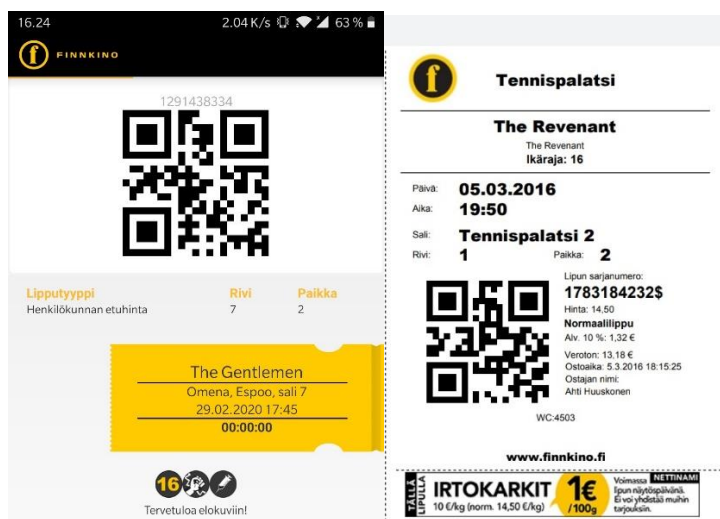 16.24 2.04 K/s 63 %
FINNKINO
1291438334
Lipputyyppi Rivi Paikka
Henkilökunnan etuhinta 7 2
The Gentlemen
Omena, Espoo, sali 7
29.02.2020 17:45
00:00:00
16
Tervetuloa elokuviin!
Tennispalatsi
The Revenant
The Revenant
Ikäraja: 16
Päivä: 05.03.2016
Aika: 19:50
Sali: Tennispalatsi 2
Rivi: 1 Paikka: 2
Lipun sarjanumero:
1783184232$
Hinta: 14,50
Normaalilippu
Alv. 10 %: 1,32 €
Veroton: 13,18 €
Ostoaika: 5.3.2016 18:15:25
Ostajan nimi:
Ahti Huuskonen
WC:4503
www.finnkino.fi
TÄLLÄ
LIPULLA
IRTOKARKIT
10 €/kg (norm. 14,50 €/kg)
1€
/100g
Voimassa NETTINAMI
lipun näytöspäivänä.
Ei voi yhdistää muihin
tarjouksiin.